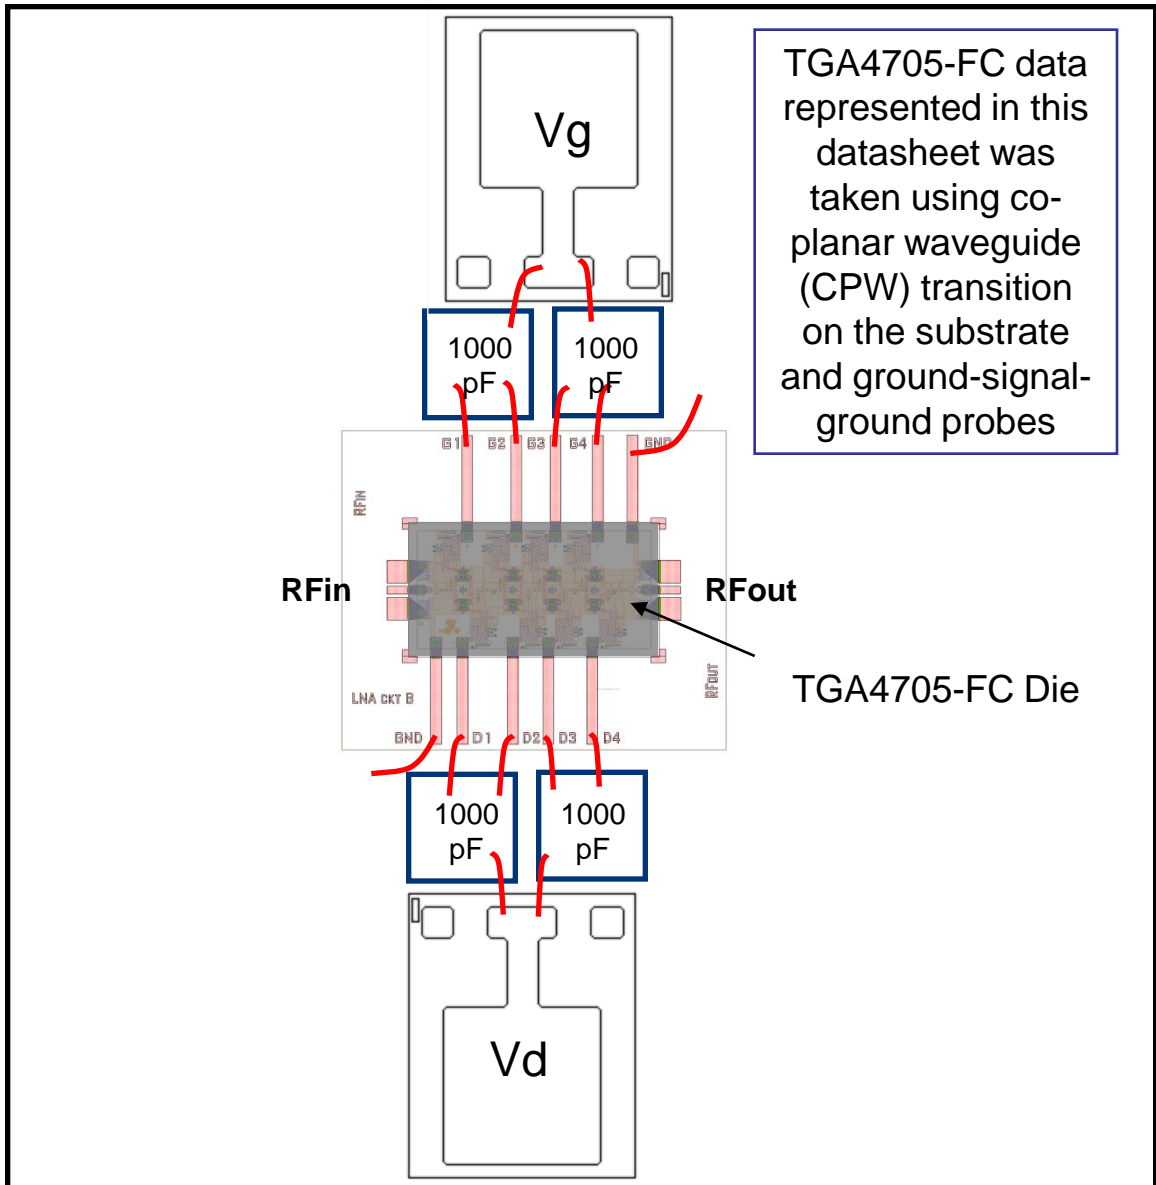 Vg
TGA4705-FC data
represented in this
datasheet was
taken using co-
planar waveguide
(CPW) transition
on the substrate
and ground-signal-
ground probes
1000
pF
1000
pF
G1
G2
G3
G4
GND
RFIN
RFin
RFout
TGA4705-FC Die
RFOUT
LNA CKT B
GND
D1
D2
D3
D4
1000
pF
1000
pF
Vd